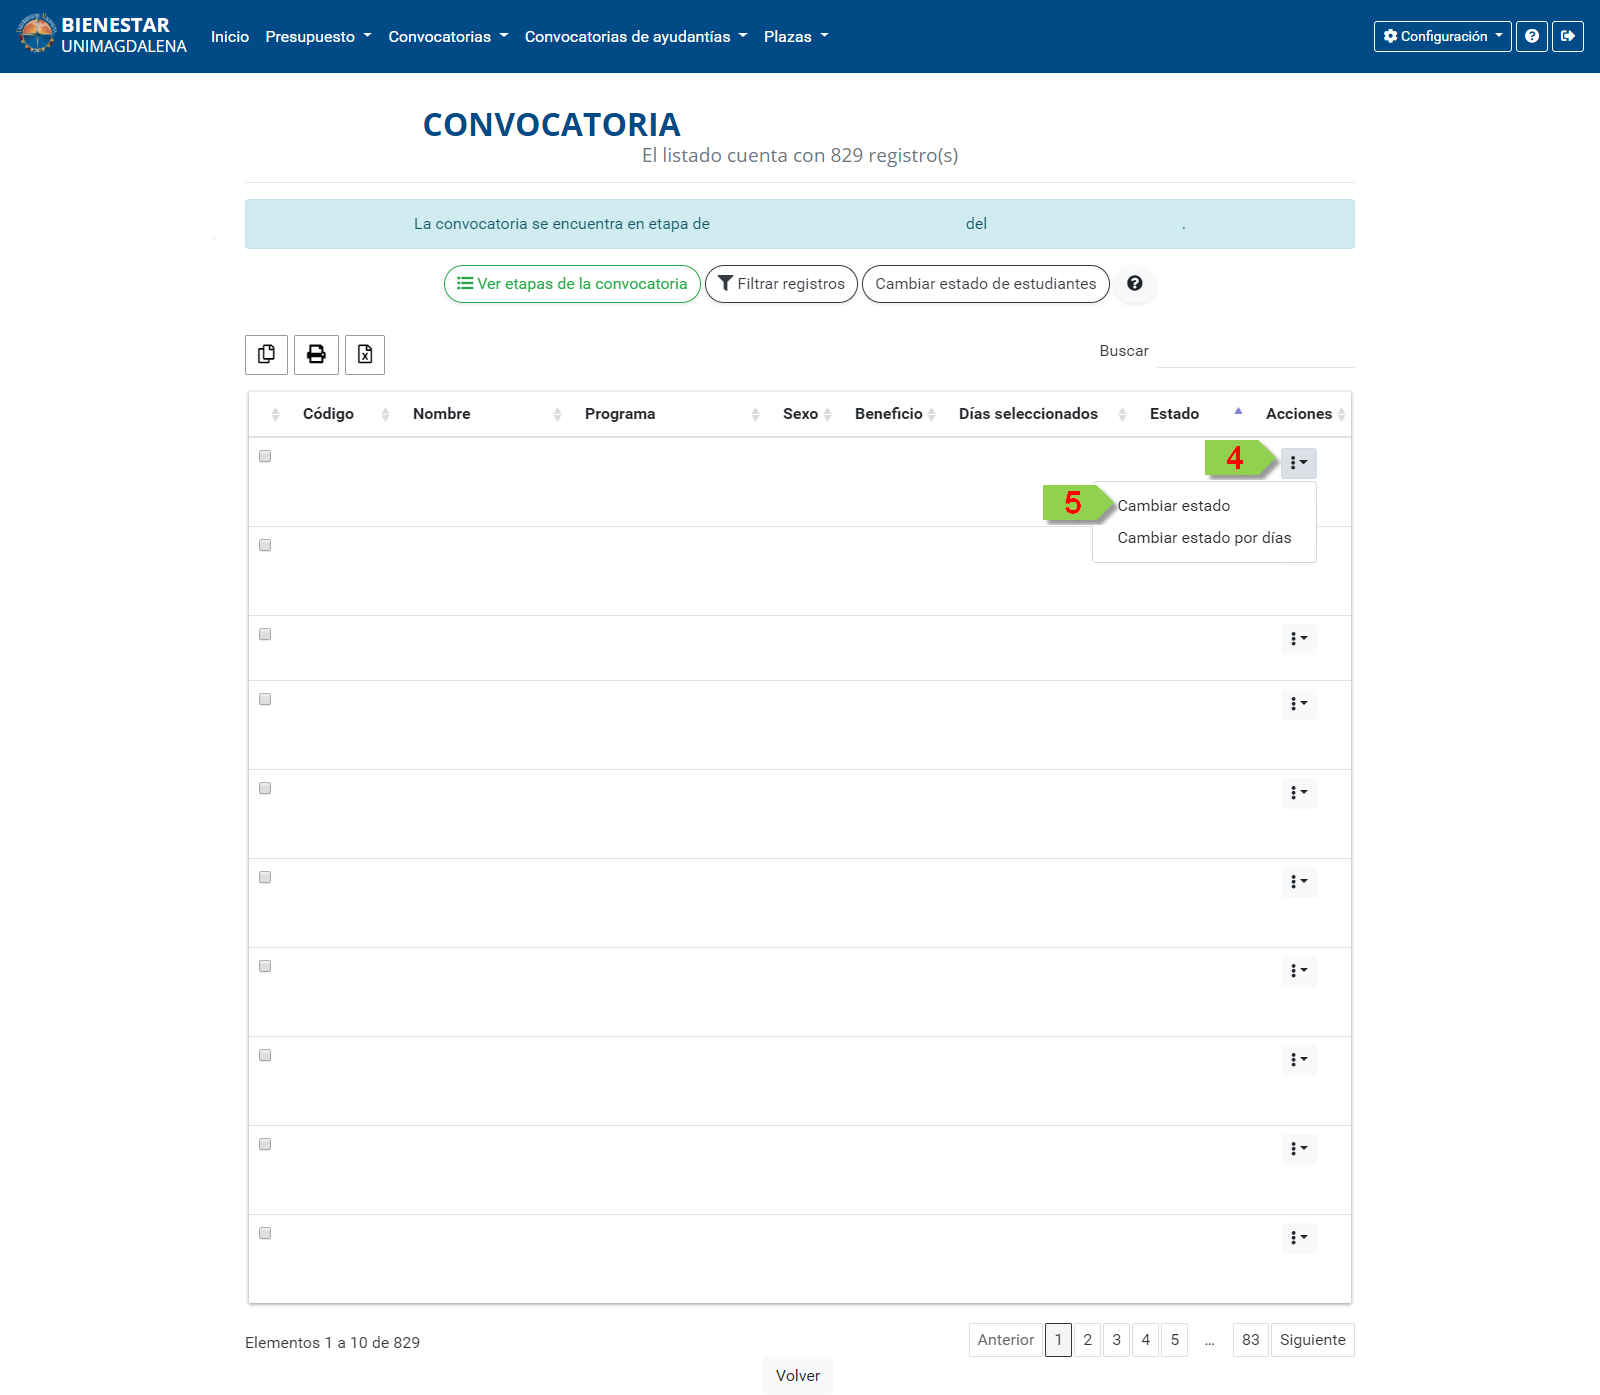 BIENESTAR
UNIMAGDALENA
Inicio Presupuesto Convocatorias Convocatorias de ayudantías Plazas Configuración
CONVOCATORIA
El listado cuenta con 829 registro(s)
La convocatoria se encuentra en etapa de del .
Ver etapas de la convocatoria Filtrar registros Cambiar estado de estudiantes
Buscar
Código Nombre Programa Sexo Beneficio Días seleccionados Estado Acciones
4
5 Cambiar estado
Cambiar estado por días
Elementos 1 a 10 de 829 Anterior 1 2 3 4 5 ... 83 Siguiente
Volver